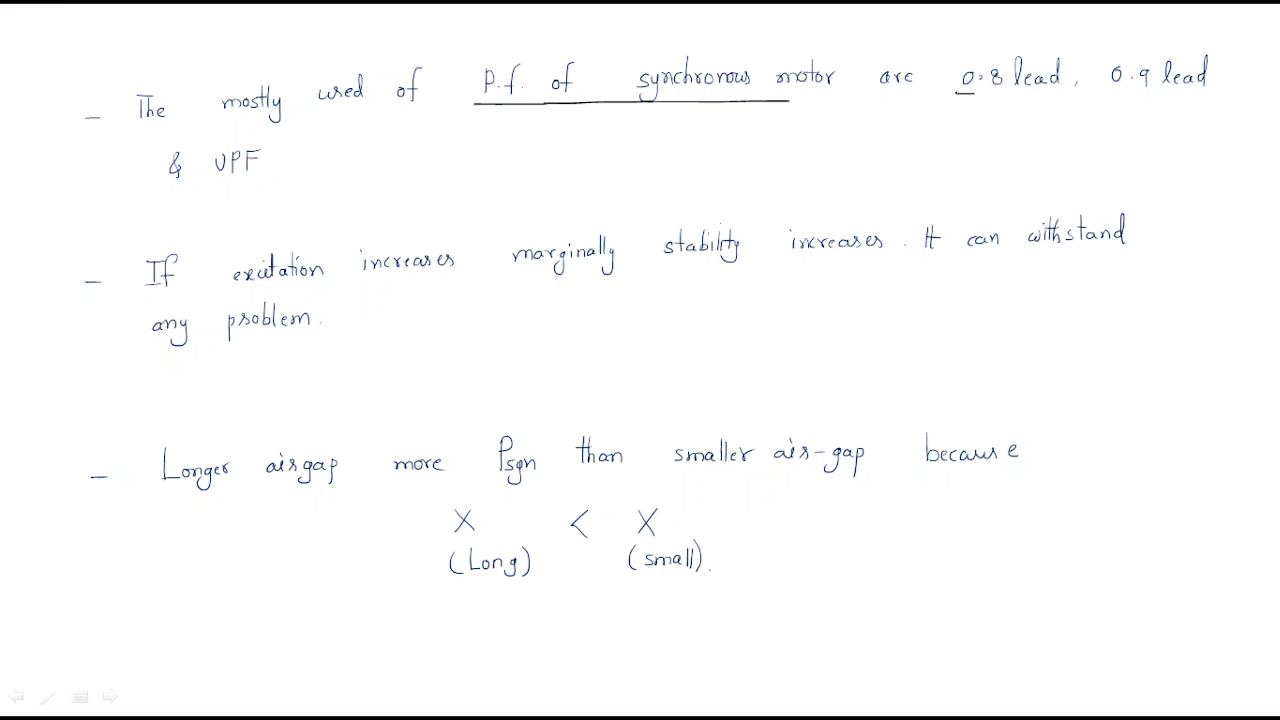 - The mostly used of P.f. of synchronous motor are 0.8 lead, 0.9 lead
& UPF
- If excitation increases marginally stability increases. It can withstand
any problem.
- Longer airgap more Psyn than smaller air-gap because
X < X
(Long) (small).